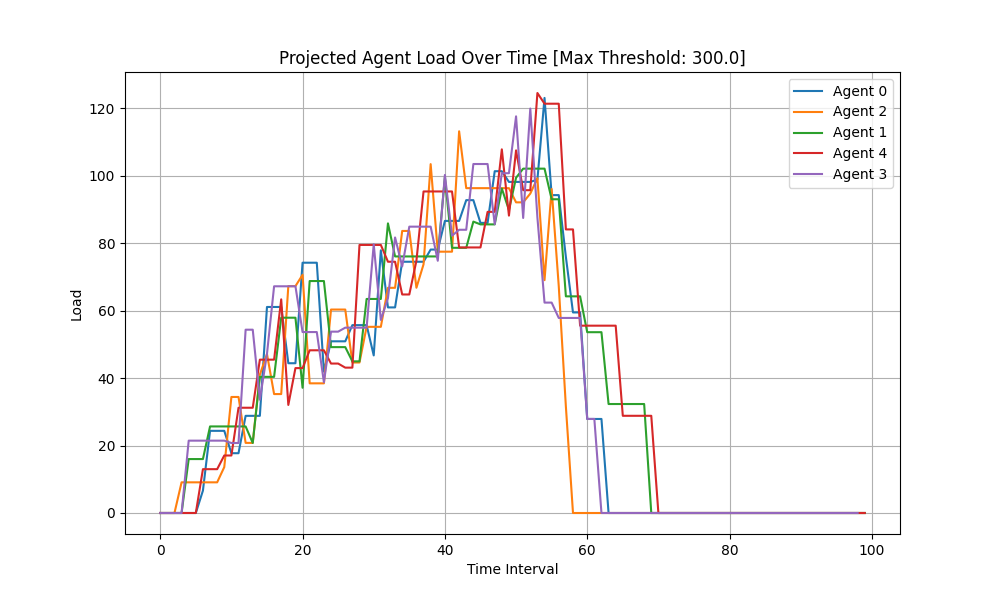 Projected Agent Load Over Time [Max Threshold: 300.0]
Load
120
100
80
60
40
20
0
0 20 40 60 80 100
Time Interval
Agent 0
Agent 2
Agent 1
Agent 4
Agent 3